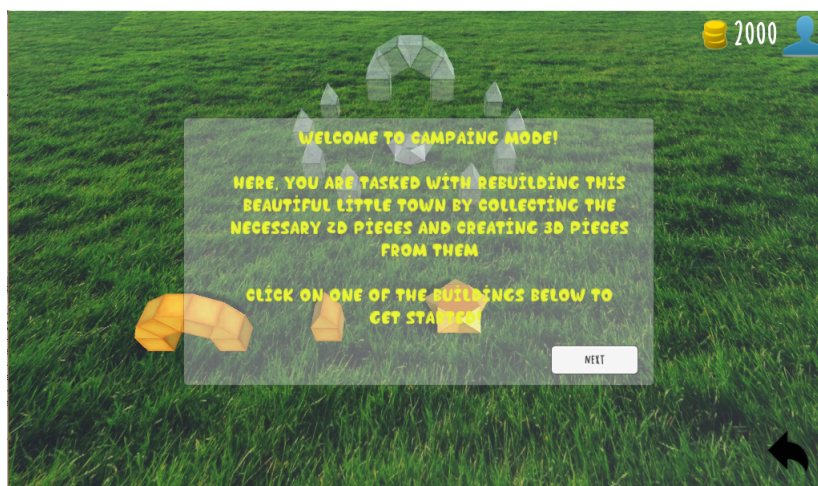 2000
WELCOME TO CAMPAING MODE!
HERE, YOU ARE TASKED WITH REBUILDING THIS
BEAUTIFUL LITTLE TOWN BY COLLECTING THE
NECESSARY 2D PIECES AND CREATING 3D PIECES
FROM THEM
CLICK ON ONE OF THE BUILDINGS BELOW TO
GET STARTED!
NEXT